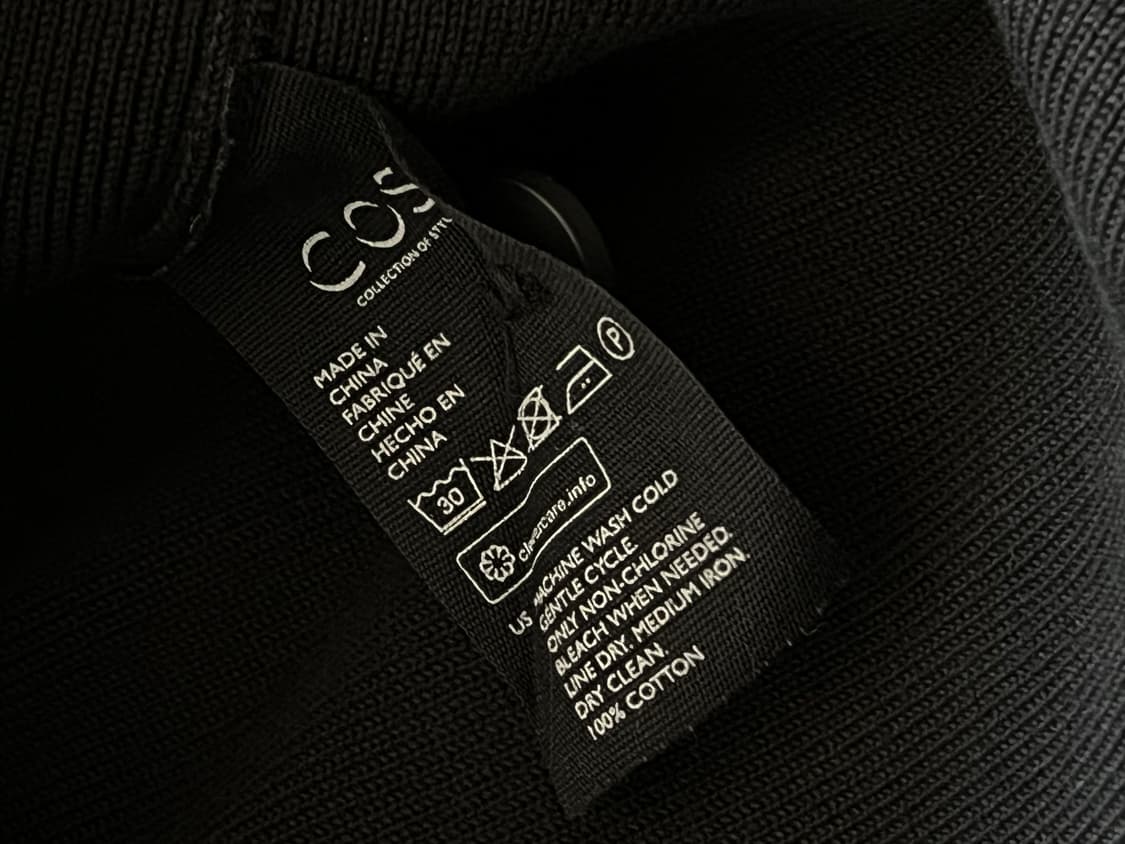 COS
COLLECTION OF
MADE IN
CHINA
FABRIQUÉ EN
CHINE
HECHO EN
CHINA
30
P
clevercare.info
US MACHINE WASH COLD
GENTLE CYCLE
ONLY NON-CHLORINE
BLEACH WHEN NEEDED.
LINE DRY. MEDIUM IRON.
DRY CLEAN.
100% COTTON